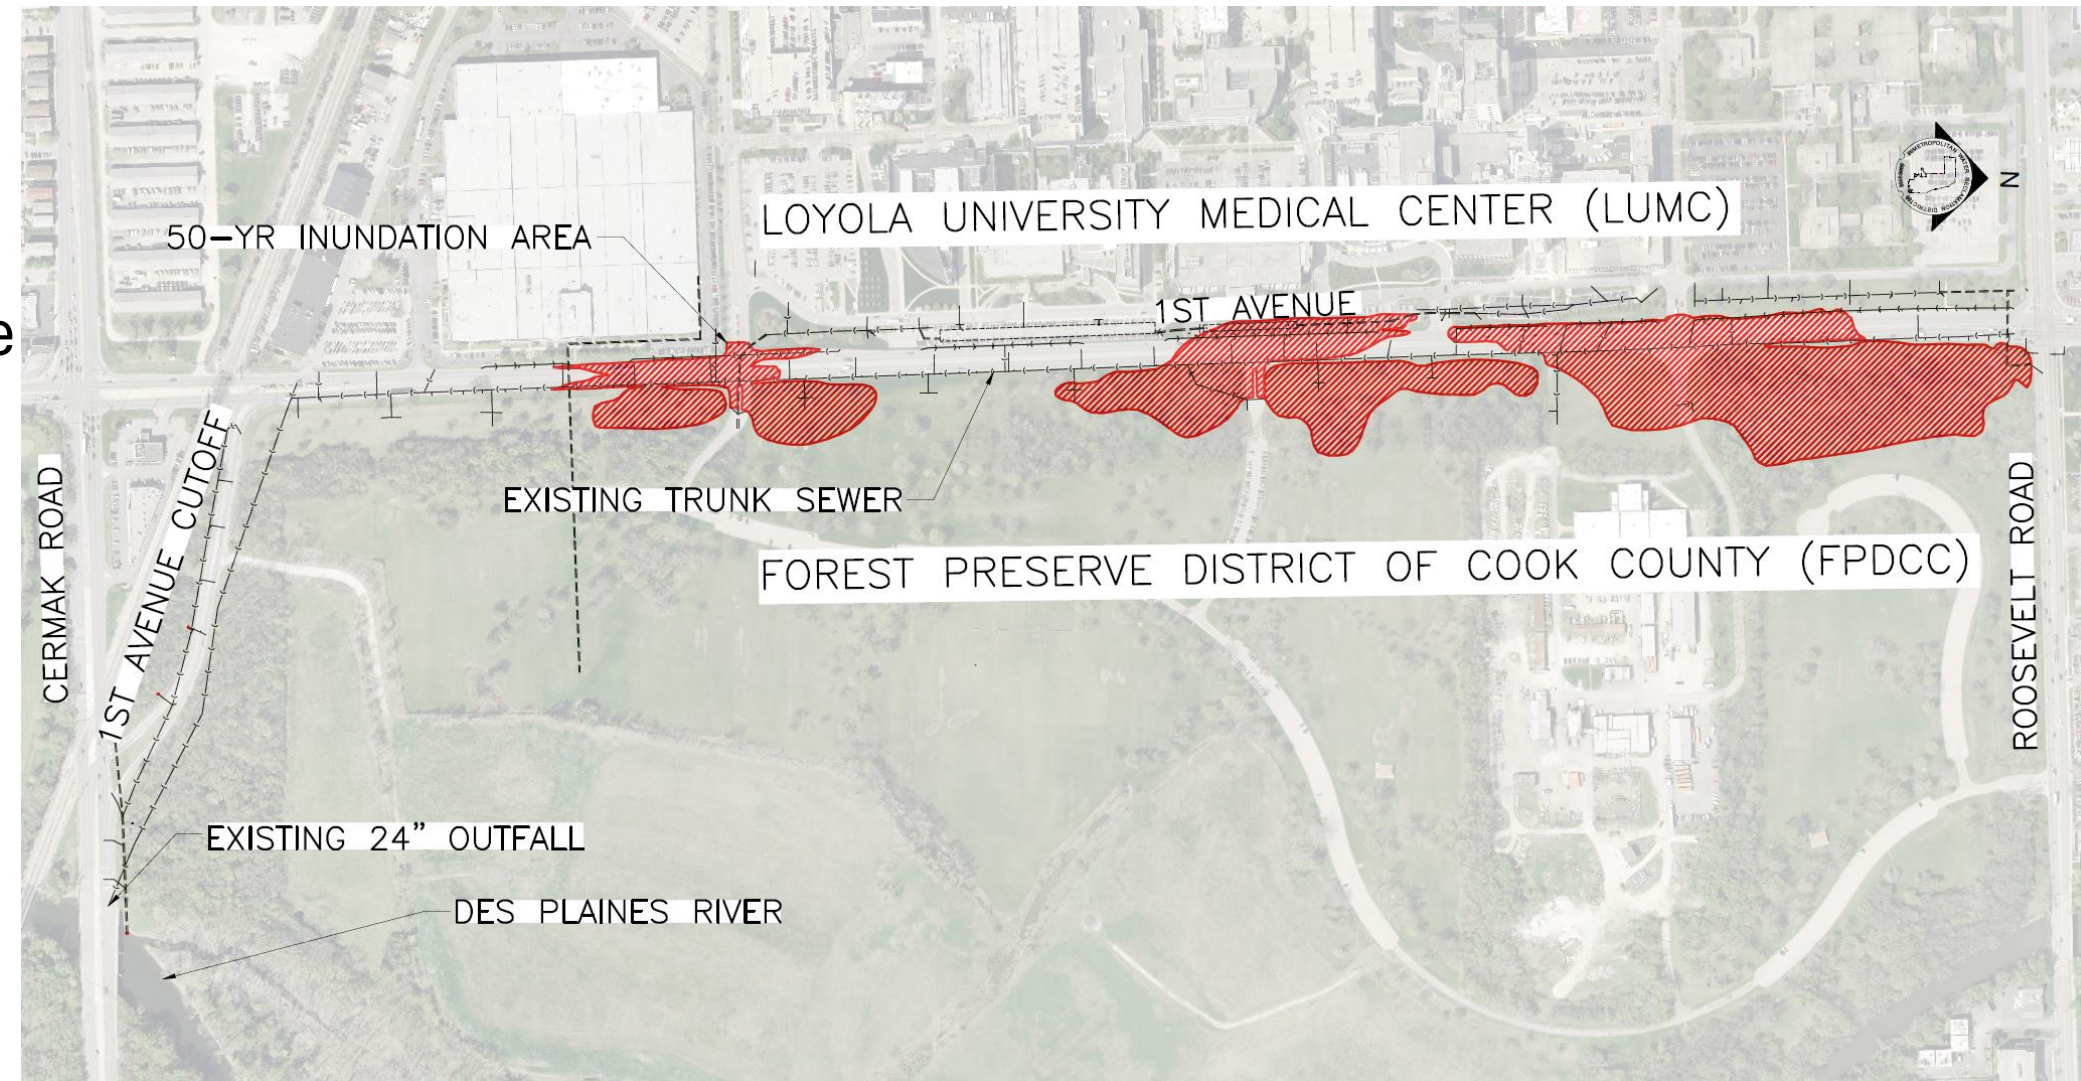 LOYOLA UNIVERSITY MEDICAL CENTER (LUMC)
N
50-YR INUNDATION AREA
1ST AVENUE
e
EXISTING TRUNK SEWER
FOREST PRESERVE DISTRICT OF COOK COUNTY (FPDCC)
CERMAK ROAD
1ST AVENUE CUTOFF
ROOSEVELT ROAD
EXISTING 24” OUTFALL
DES PLAINES RIVER